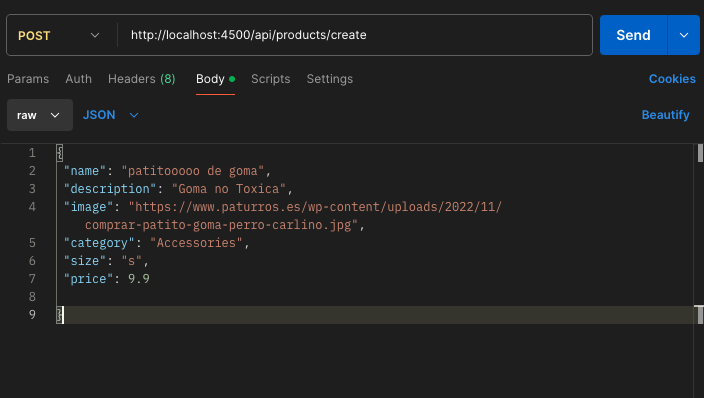 POST http://localhost:4500/api/products/create Send
Params Auth Headers (8) Body Scripts Settings Cookies
raw JSON Beautify
1 {
2 "name": "patitooooo de goma",
3 "description": "Goma no Toxica",
4 "image": "https://www.paturros.es/wp-content/uploads/2022/11/
comprar-patito-goma-perro-carlino.jpg",
5 "category": "Accessories",
6 "size": "s",
7 "price": 9.9
8
9 }